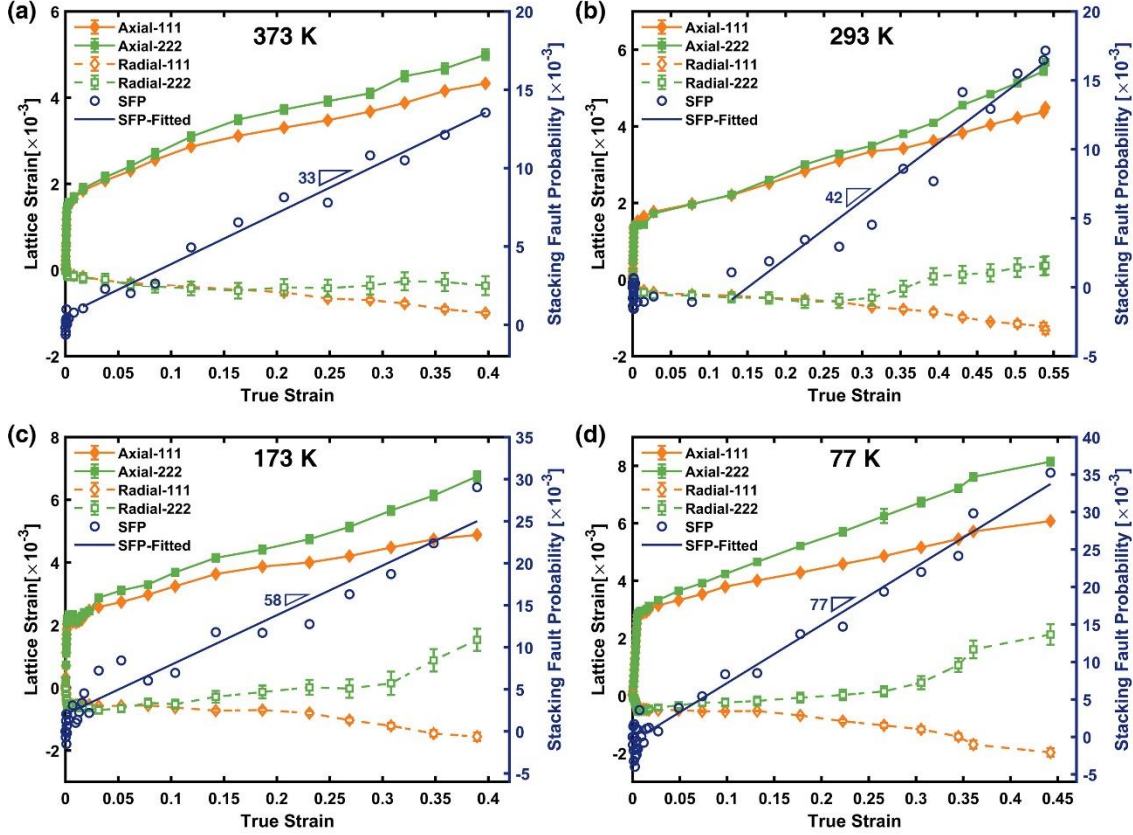 (a)
373 K
Axial-111
Axial-222
Radial-111
Radial-222
SFP
SFP-Fitted
33
Lattice Strain[×10⁻³]
6
4
2
0
-2
Stacking Fault Probability [×10⁻³]
20
15
10
5
0
-2
0 0.05 0.1 0.15 0.2 0.25 0.3 0.35 0.4
True Strain
(b)
293 K
Axial-111
Axial-222
Radial-111
Radial-222
SFP
SFP-Fitted
42
Lattice Strain[×10⁻³]
6
4
2
0
-2
Stacking Fault Probability [×10⁻³]
20
15
10
5
0
-5
0 0.05 0.1 0.15 0.2 0.25 0.3 0.35 0.4 0.45 0.5 0.55
True Strain
(c)
173 K
Axial-111
Axial-222
Radial-111
Radial-222
SFP
SFP-Fitted
58
Lattice Strain[×10⁻³]
8
6
4
2
0
-2
Stacking Fault Probability [×10⁻³]
35
30
25
20
15
10
5
0
-5
0 0.05 0.1 0.15 0.2 0.25 0.3 0.35 0.4
True Strain
(d)
77 K
Axial-111
Axial-222
Radial-111
Radial-222
SFP
SFP-Fitted
77
Lattice Strain[×10⁻³]
8
6
4
2
0
-2
Stacking Fault Probability [×10⁻³]
40
35
30
25
20
15
10
5
0
-5
0 0.05 0.1 0.15 0.2 0.25 0.3 0.35 0.4 0.45
True Strain